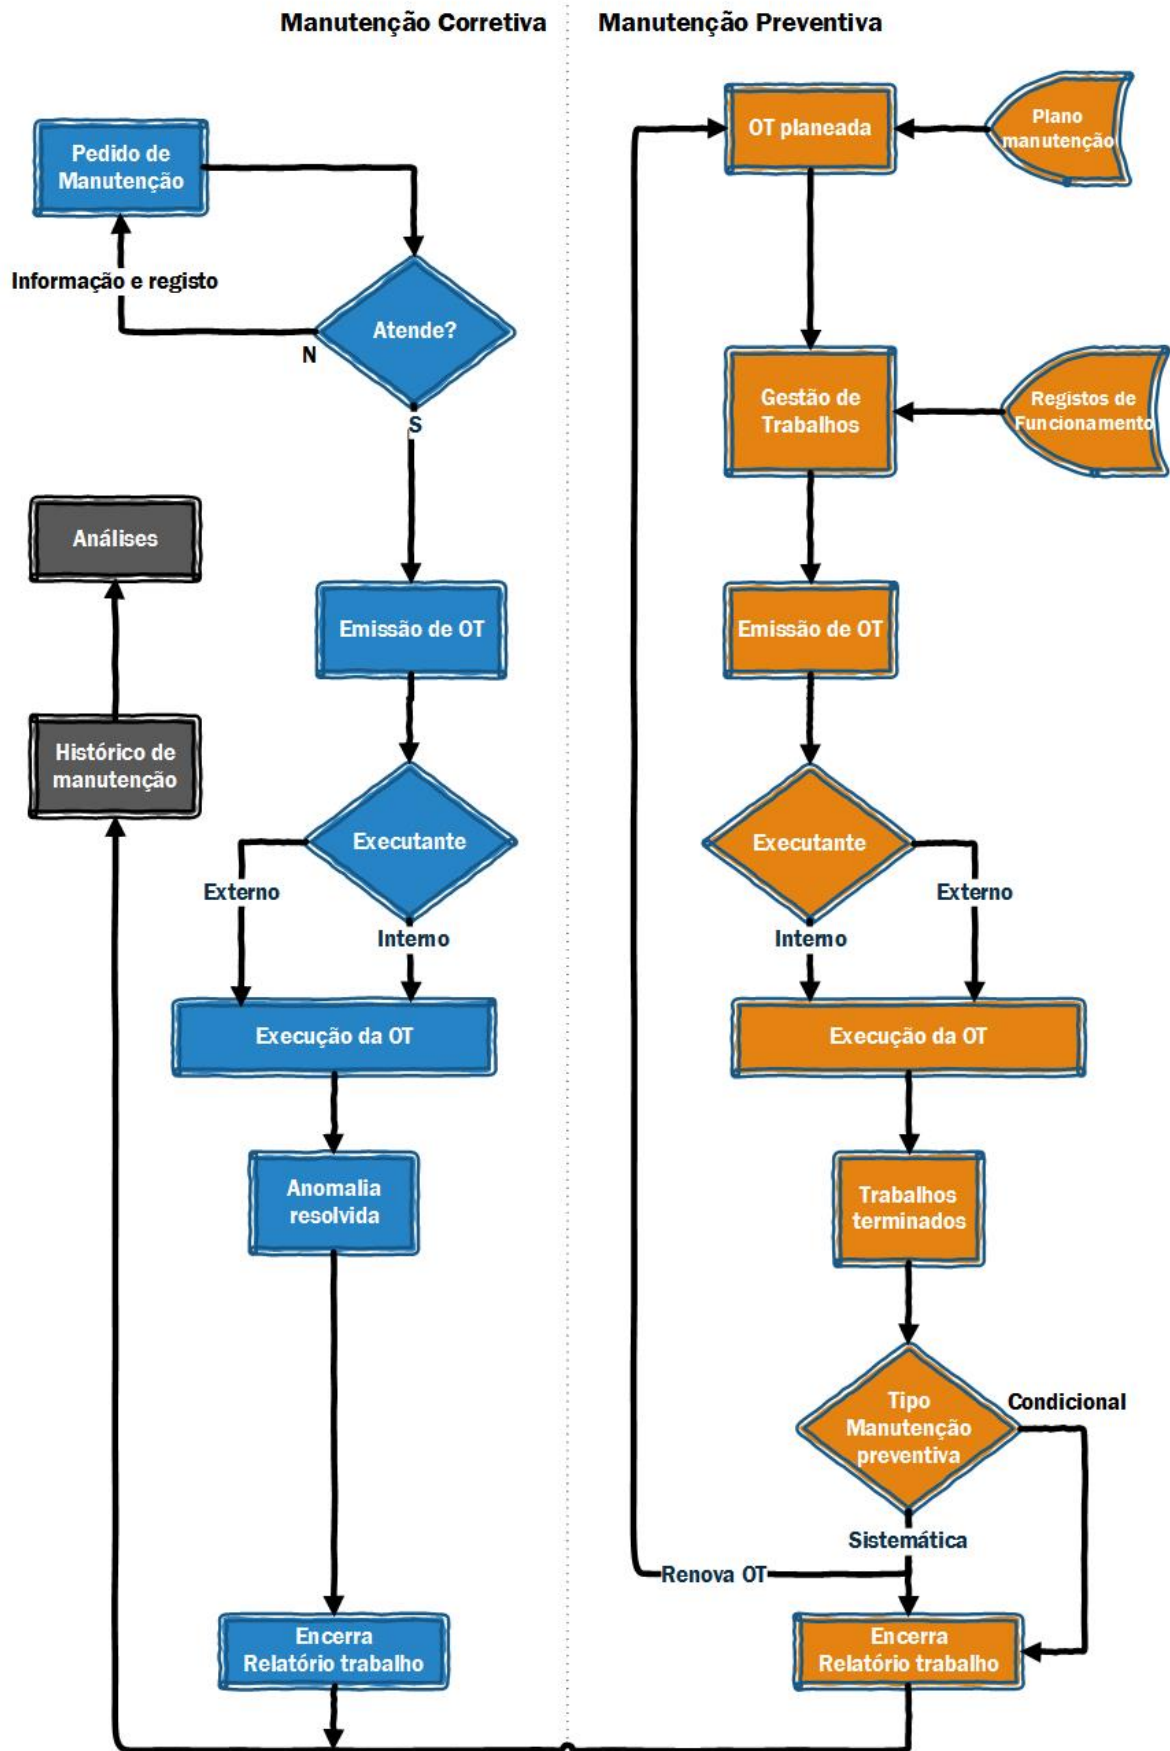 Manutenção Corretiva
Pedido de
Manutenção
Informação e registo
Atende?
N
S
Análises
Emissão de OT
Histórico de
manutenção
Executante
Externo
Interno
Execução da OT
Anomalia
resolvida
Encerra
Relatório trabalho
Manutenção Preventiva
OT planeada
Plano
manutenção
Gestão de
Trabalhos
Registos de
Funcionamento
Emissão de OT
Executante
Interno
Externo
Execução da OT
Trabalhos
terminados
Tipo
Manutenção
preventiva
Condicional
Sistemática
Renova OT
Encerra
Relatório trabalho